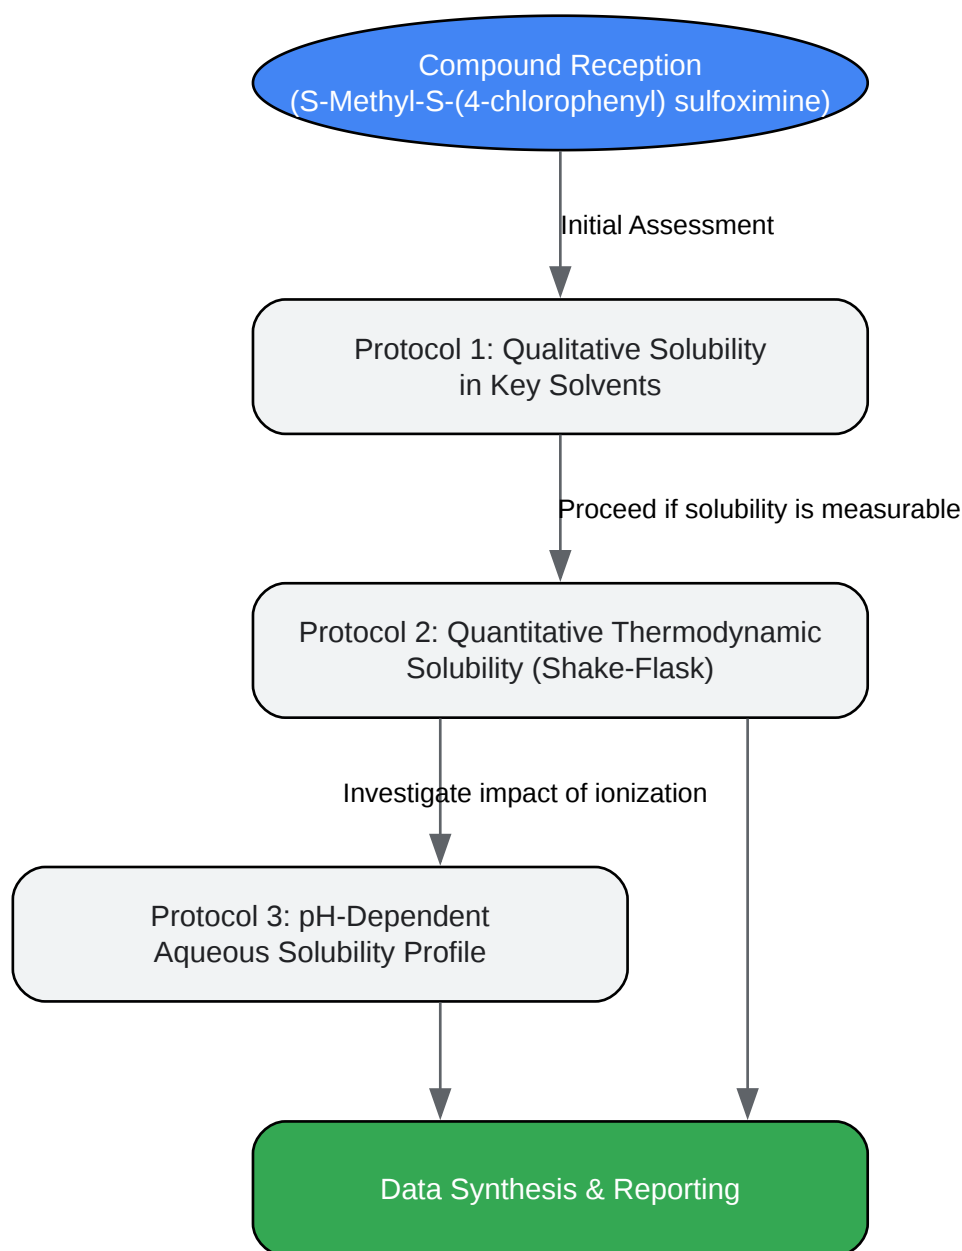 Compound Reception
(S-Methyl-S-(4-chlorophenyl) sulfoximine)
Initial Assessment
Protocol 1: Qualitative Solubility
in Key Solvents
Proceed if solubility is measurable
Protocol 2: Quantitative Thermodynamic
Solubility (Shake-Flask)
Investigate impact of ionization
Protocol 3: pH-Dependent
Aqueous Solubility Profile
Data Synthesis & Reporting